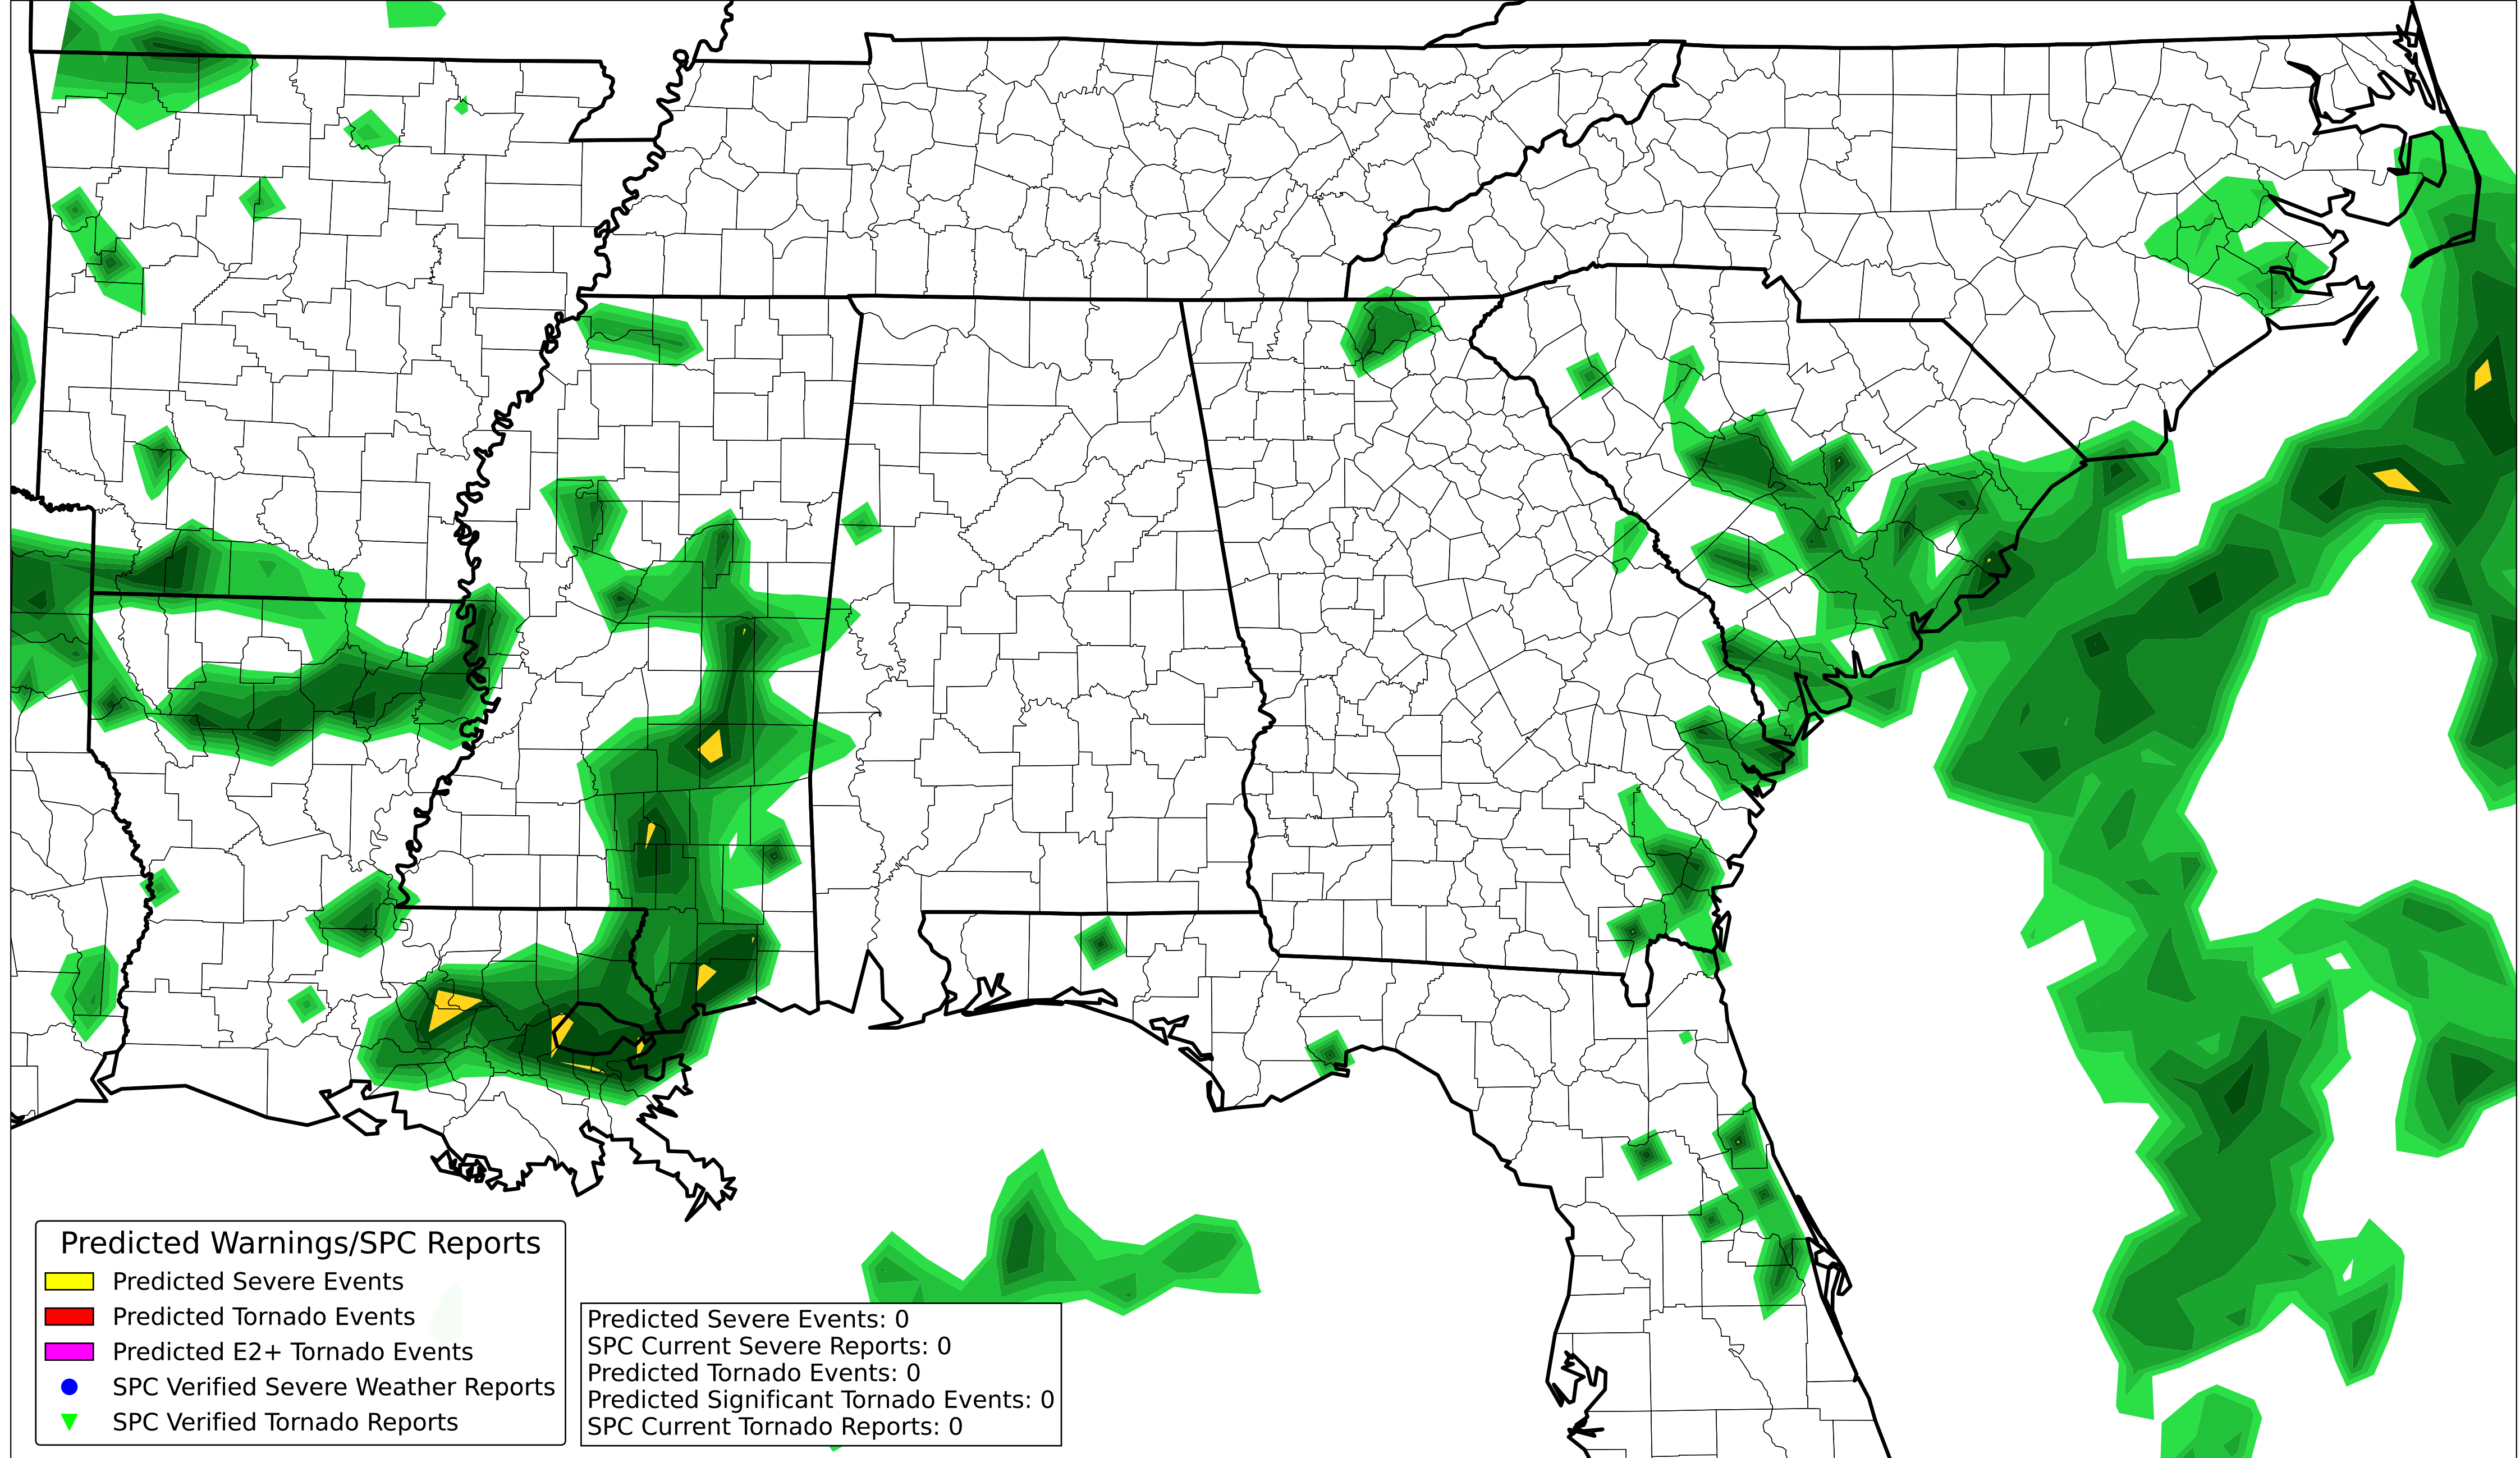 Predicted Warnings/SPC Reports
Predicted Severe Events
Predicted Tornado Events
Predicted E2+ Tornado Events
SPC Verified Severe Weather Reports
SPC Verified Tornado Reports
Predicted Severe Events: 0
SPC Current Severe Reports: 0
Predicted Tornado Events: 0
Predicted Significant Tornado Events: 0
SPC Current Tornado Reports: 0